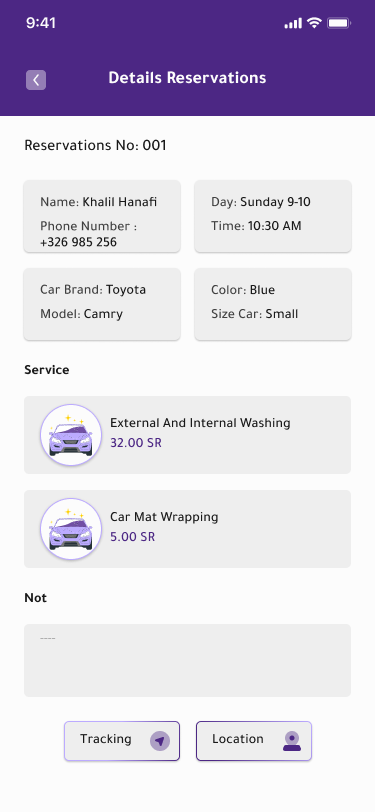 9:41
Details Reservations
Reservations No: 001
Name: Khalil Hanafi
Phone Number :
+326 985 256
Day: Sunday 9-10
Time: 10:30 AM
Car Brand: Toyota
Model: Camry
Color: Blue
Size Car: Small
Service
External And Internal Washing
32.00 SR
Car Mat Wrapping
5.00 SR
Not
Tracking
Location